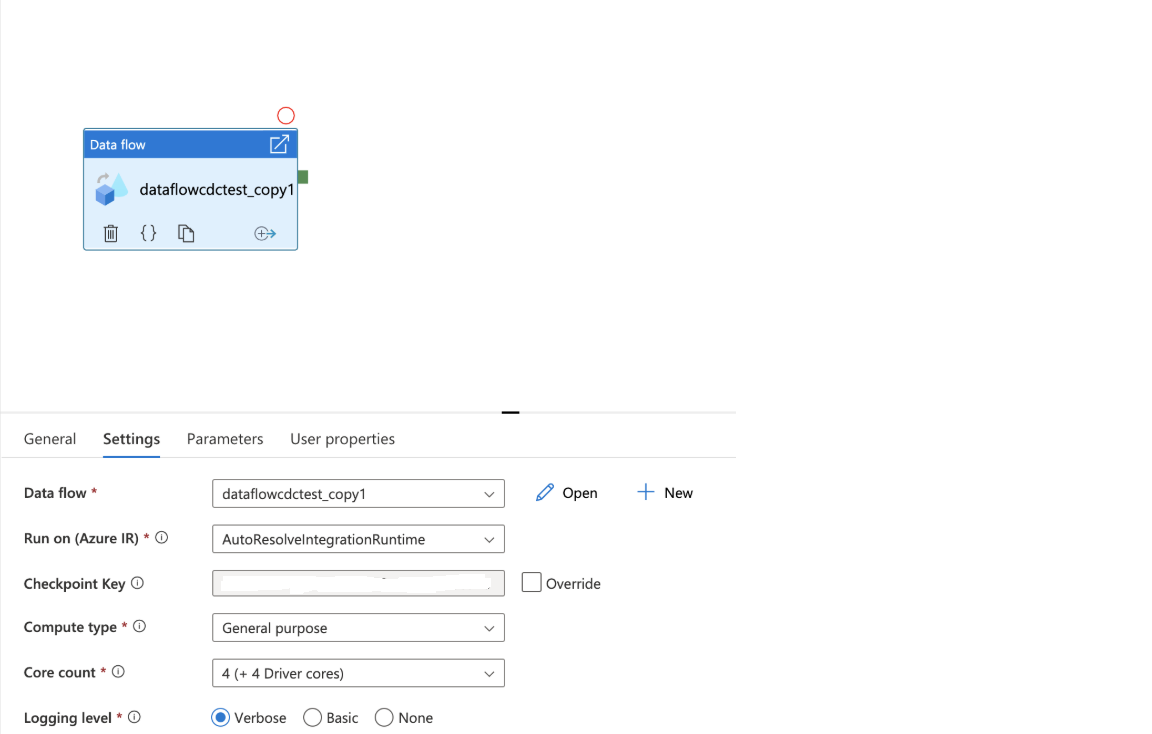 Data flow
dataflowcdctest_copy1
{}
General Settings Parameters User properties
Data flow * dataflowcdctest_copy1 Open New
Run on (Azure IR) * AutoResolveIntegrationRuntime
Checkpoint Key Override
Compute type * General purpose
Core count * 4 (+ 4 Driver cores)
Logging level * Verbose Basic None